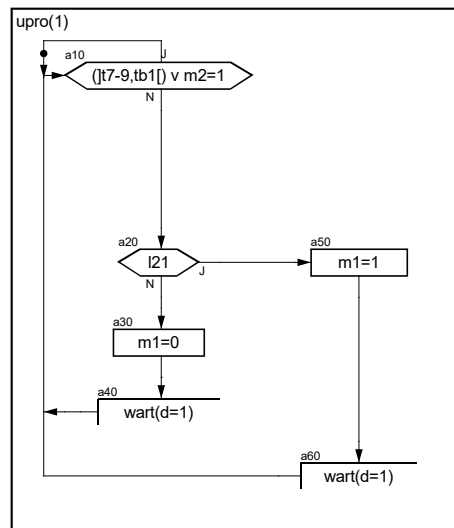 upro(1)
a10
J
(]t7-9,tb1[) v m2=1
N
a20
l21
J
N
a50
m1=1
a30
m1=0
a40
wart(d=1)
a60
wart(d=1)